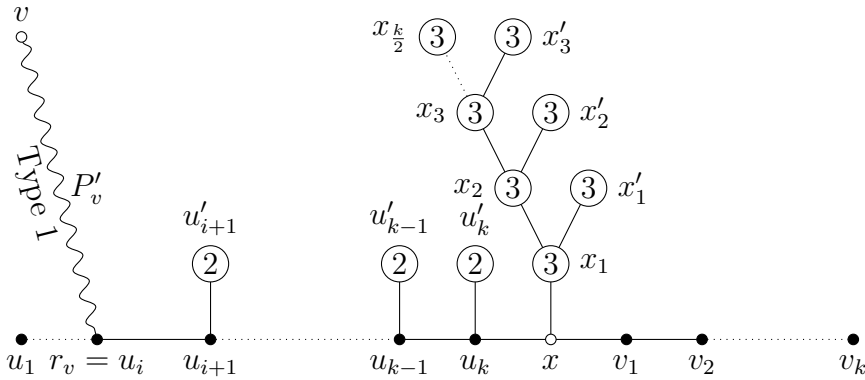 v
x_{\frac{k}{2}} 3 3 x'_3
x_3 3 3 x'_2
Type 1 P'_v
x_2 3 3 x'_1
u'_{i+1} u'_{k-1} u'_k
2 2 2 3 x_1
u_1 r_v = u_i u_{i+1} u_{k-1} u_k x v_1 v_2 v_k